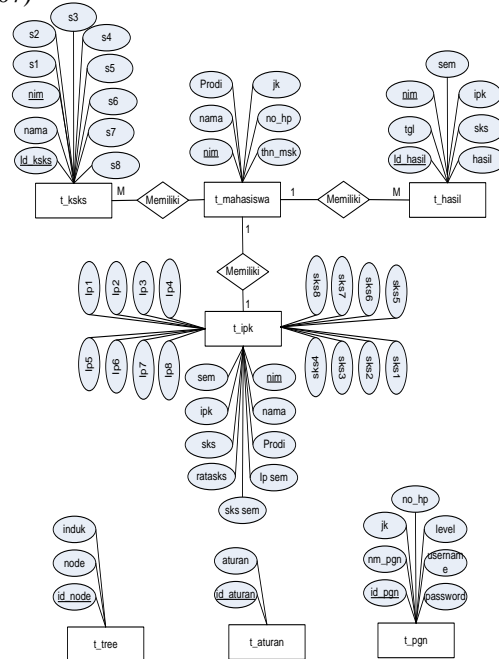 s3
s2
s4
s1
s5
nim
s6
nama
s7
Id_ksks
s8
t_ksks
M
Memiliki
Prodi
jk
nama
no_hp
nim
thn_msk
t_mahasiswa
1
Memiliki
M
sem
nim
ipk
tgl
sks
Id_hasil
hasil
t_hasil
1
Memiliki
1
Ip1
Ip2
Ip3
Ip4
Ip5
Ip6
Ip7
Ip8
t_ipk
sks8
sks7
sks6
sks5
sks4
sks3
sks2
sks1
sem
nim
ipk
nama
sks
Prodi
ratasks
Ip sem
sks sem
induk
node
id_node
t_tree
aturan
id_aturan
t_aturan
no_hp
jk
level
nm_pgn
usernam
e
id_pgn
password
t_pgn